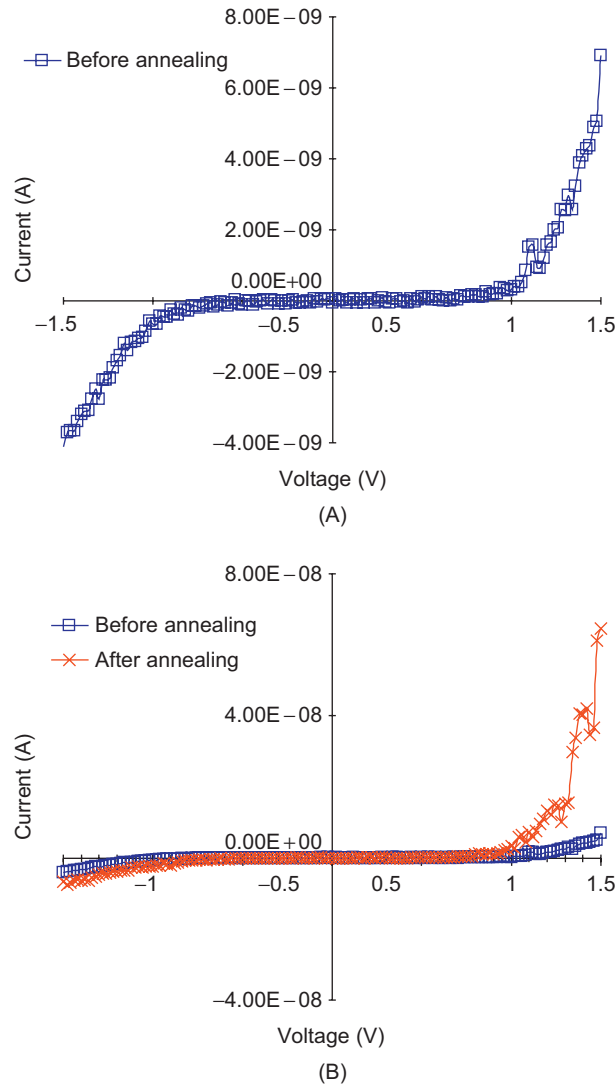 8.00E−09
Before annealing
6.00E−09
4.00E−09
2.00E−09
Current (A)
0.00E+00
−1.5
−0.5
0.5
1
1.5
−2.00E−09
−4.00E−09
Voltage (V)
(A)
8.00E−08
Before annealing
After annealing
4.00E−08
Current (A)
0.00E+00
−1
−0.5
0.5
1
1.5
−4.00E−08
Voltage (V)
(B)